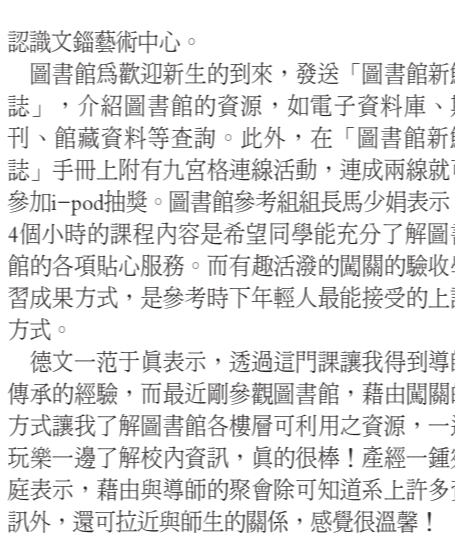 認識文錙藝術中心。
圖書館為歡迎新生的到來，發送「圖書館新
誌」，介紹圖書館的資源，如電子資料庫、
刊、館藏資料等查詢。此外，在「圖書館新
誌」手冊上附有九宮格連線活動，連成兩線就
參加i-pod抽獎。圖書館參考組組長馬少娟表示
4個小時的課程內容是希望同學能充分了解圖
館的各項貼心服務。而有趣活潑的闖關的驗收
習成果方式，是參考時下年輕人最能接受的上
方式。
德文一范于真表示，透過這門課讓我得到導
傳承的經驗，而最近剛參觀圖書館，藉由闖關
方式讓我了解圖書館各樓層可利用之資源，一
玩樂一邊了解校內資訊，真的很棒！產經一鍾
庭表示，藉由與導師的聚會除可知道系上許多
訊外，還可拉近與師生的關係，感覺很溫馨！